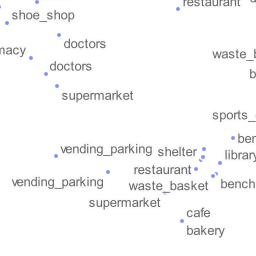 restaurant
shoe_shop
doctors
macy
waste_b
doctors
b
supermarket
sports_
ben
vending_parking
shelter
library
restaurant
vending_parking
waste_basket
bench
supermarket
cafe
bakery